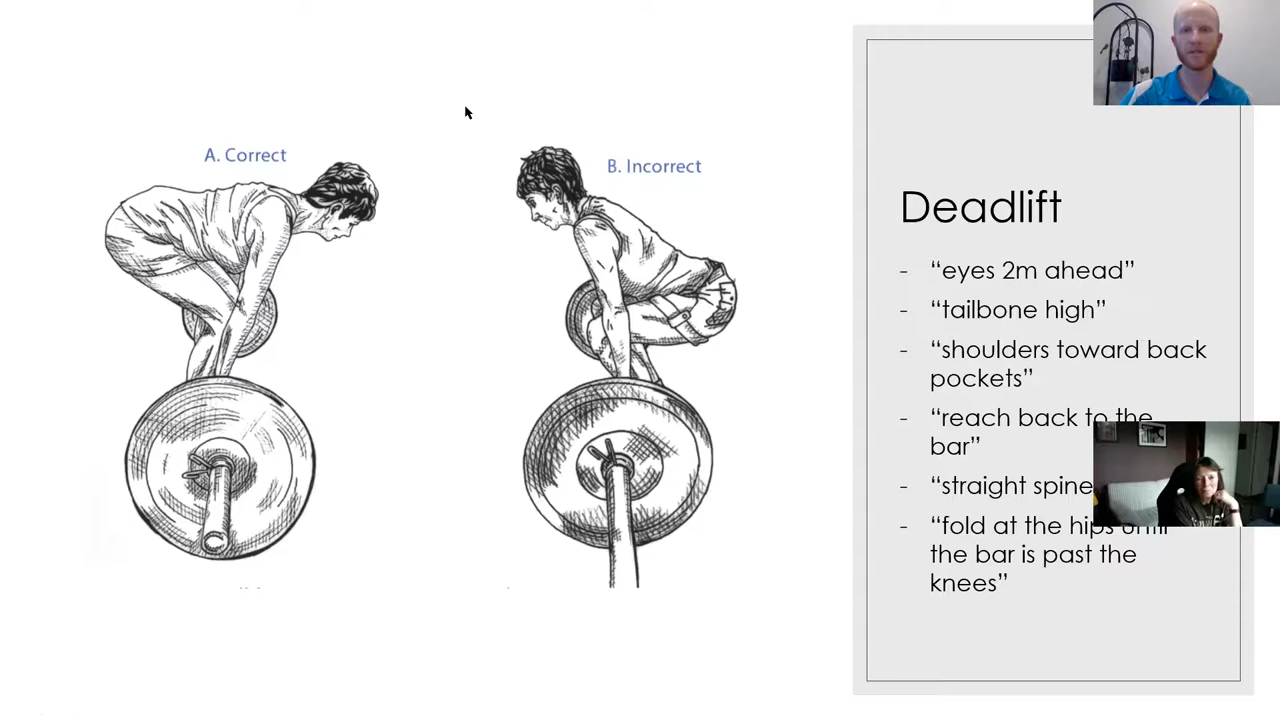 A. Correct
B. Incorrect
Deadlift
- “eyes 2m ahead”
- “tailbone high”
- “shoulders toward back
pockets”
- “reach back to the
bar”
- “straight spine
- “fold at the hips until
the bar is past the
knees”